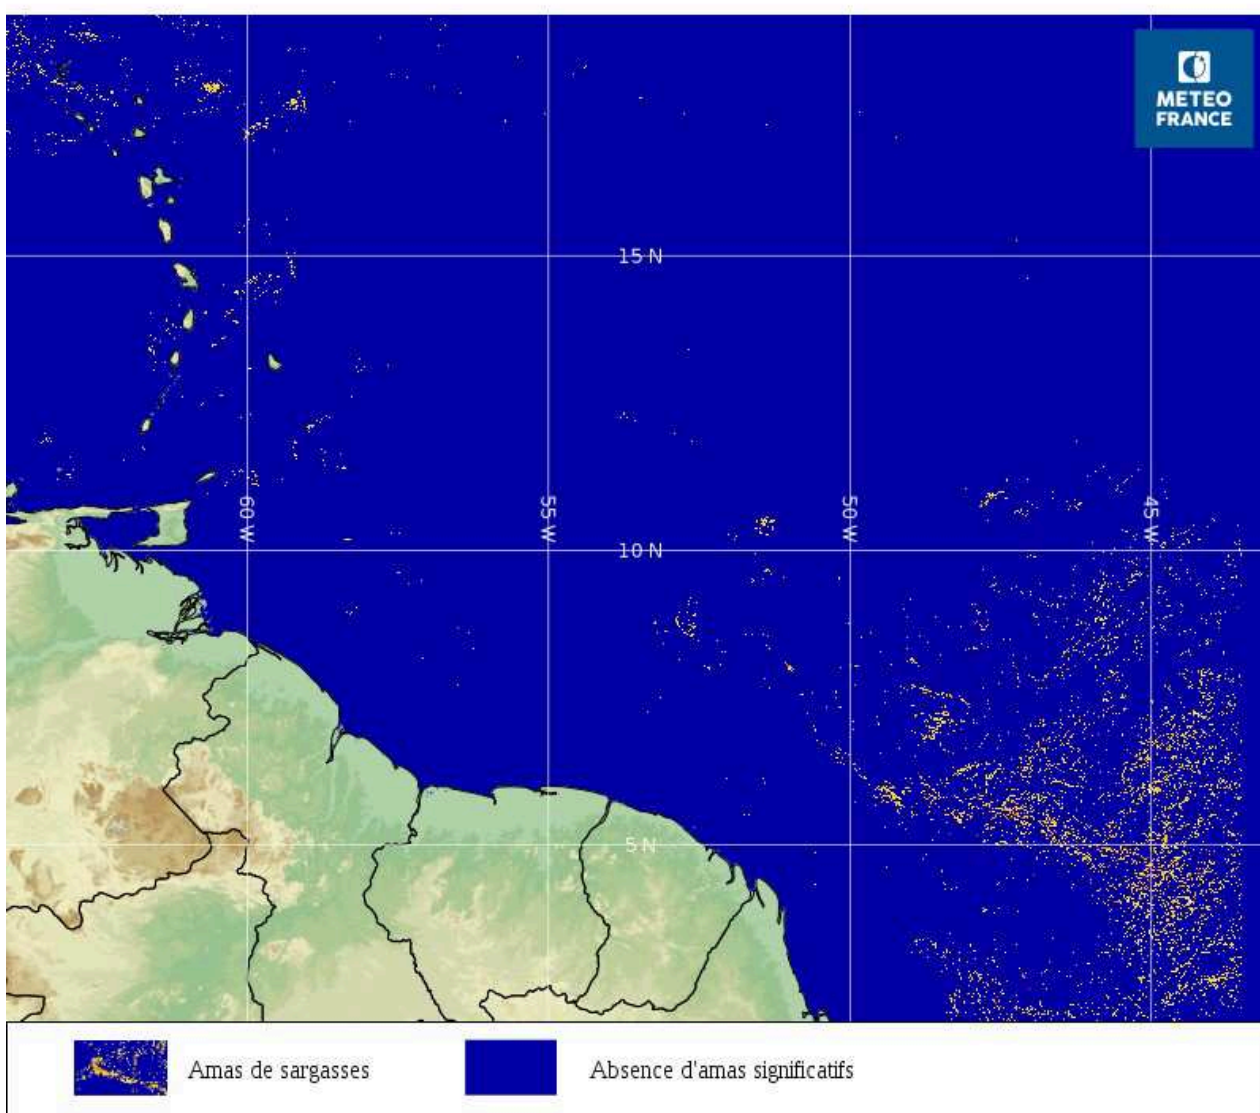 METEO
FRANCE
15 N
60 W
55 W
50 W
45 W
10 N
5 N
Amas de sargasses
Absence d'amas significatifs